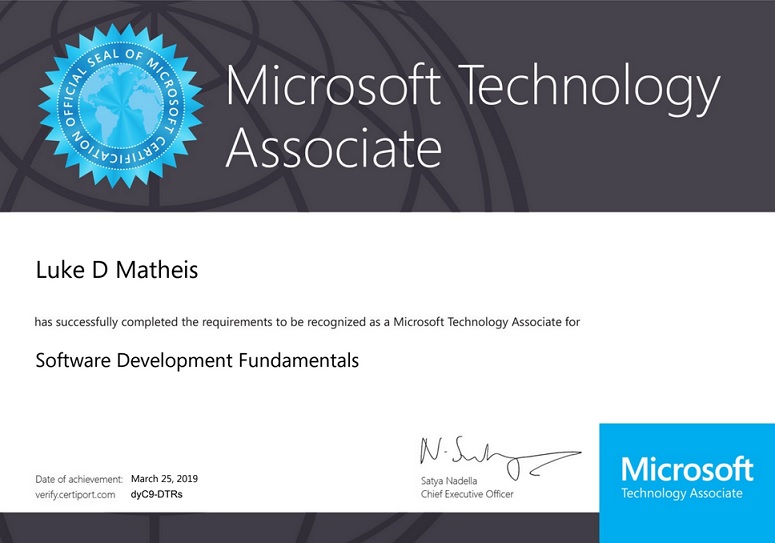 OFFICIAL SEAL OF MICROSOFT CERTIFICATION
Microsoft Technology
Associate
Luke D Matheis
has successfully completed the requirements to be recognized as a Microsoft Technology Associate for
Software Development Fundamentals
N. Satya
Date of achievement: March 25, 2019
verify.certiport.com dyC9-DTRs
Satya Nadella
Chief Executive Officer
Microsoft
Technology Associate